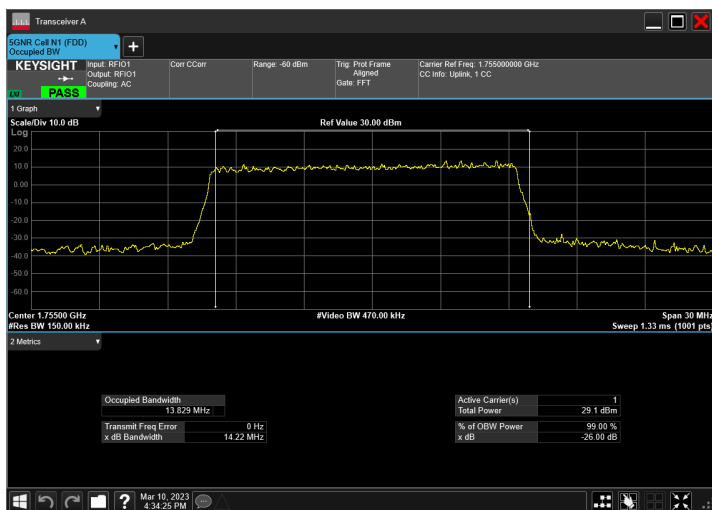 Transceiver A
5GNR Cell N1 (FDD)
Occupied BW
KEYSIGHT
LXI
PASS
Input: RFIO1
Output: RFIO1
Coupling: AC
Corr CCorr
Range: -60 dBm
Trig: Prot Frame
Aligned
Gate: FFT
Carrier Ref Freq: 1.755000000 GHz
CC Info: Uplink, 1 CC
1 Graph
Scale/Div 10.0 dB
Ref Value 30.00 dBm
Log
20.0
10.0
0.00
-10.0
-20.0
-30.0
-40.0
-50.0
-60.0
Center 1.75500 GHz
#Video BW 470.00 kHz
Span 30 MHz
#Res BW 150.00 kHz
Sweep 1.33 ms (1001 pts)
2 Metrics
Occupied Bandwidth
13.829 MHz
Transmit Freq Error 0 Hz
x dB Bandwidth 14.22 MHz
Active Carrier(s) 1
Total Power 29.1 dBm
% of OBW Power 99.00 %
x dB -26.00 dB
Mar 10, 2023
4:34:25 PM